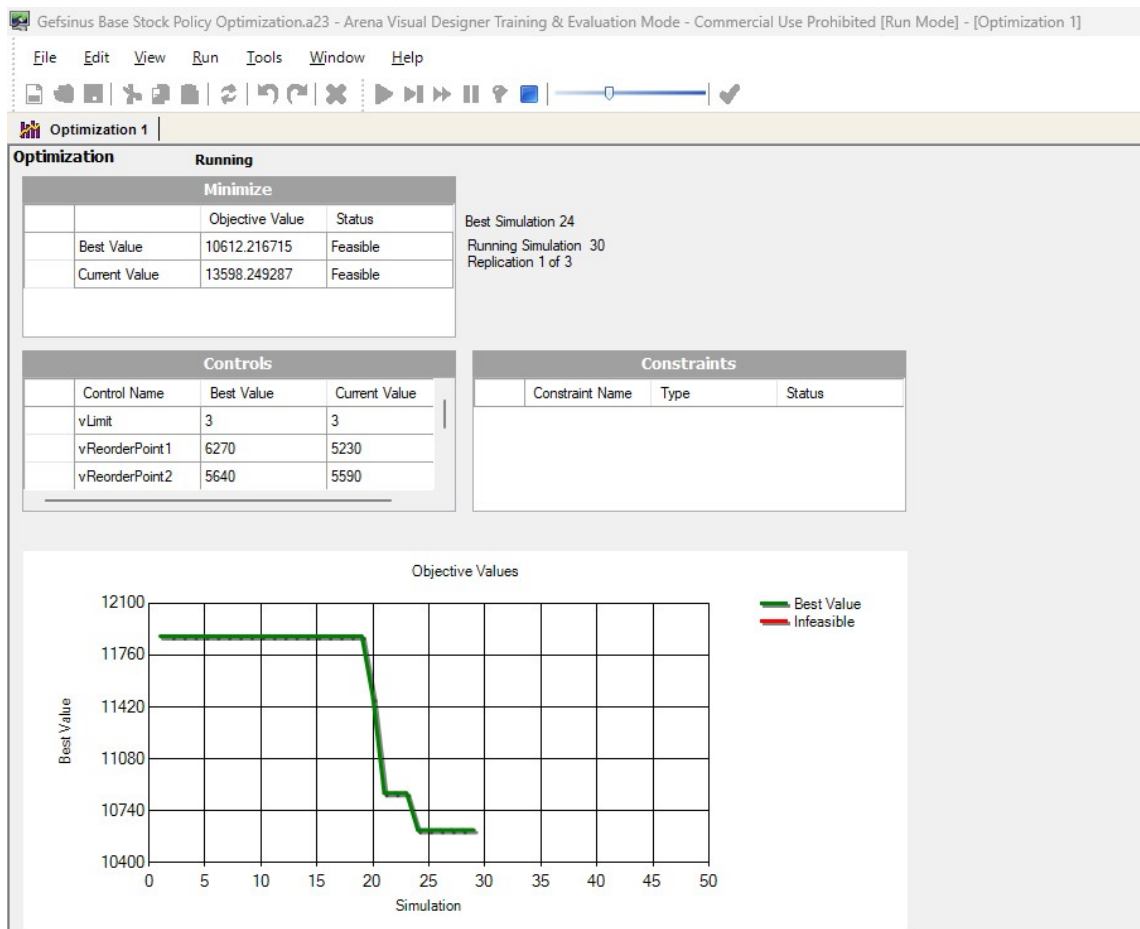 Gefsinus Base Stock Policy Optimization.a23 - Arena Visual Designer Training & Evaluation Mode - Commercial Use Prohibited [Run Mode] - [Optimization 1]
File Edit View Run Tools Window Help
Optimization 1
Optimization Running
Minimize
Objective Value Status
Best Value 10612.216715 Feasible
Current Value 13598.249287 Feasible
Best Simulation 24
Running Simulation 30
Replication 1 of 3
Controls
Control Name Best Value Current Value
vLimit 3 3
vReorderPoint1 6270 5230
vReorderPoint2 5640 5590
Constraints
Constraint Name Type Status
Objective Values
12100
11760
11420
11080
10740
10400
Best Value
0 5 10 15 20 25 30 35 40 45 50
Simulation
Best Value
Infeasible